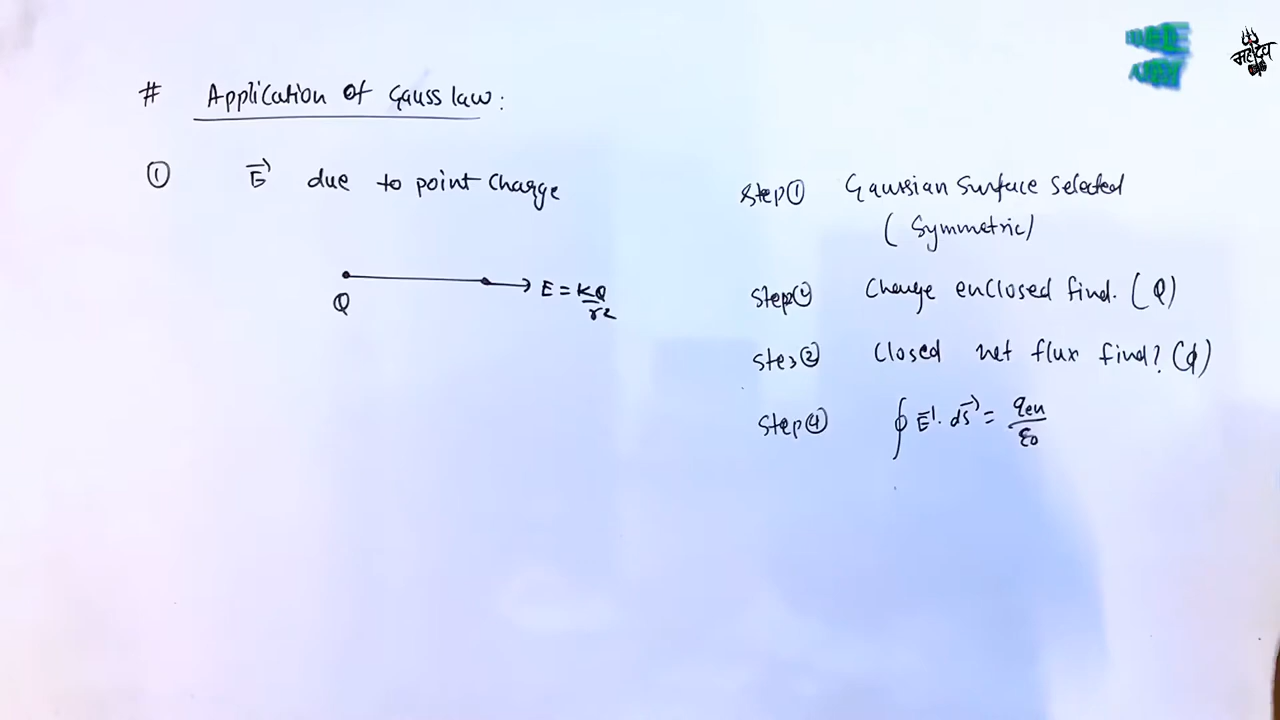 # Application of Gauss law:
① E⃗ due to point charge
Q
E = KQ/r²
Step① Gaussian Surface Selected
(Symmetric)
Step② Charge enclosed find. (Q)
Step③ Closed net flux find? (ϕ)
Step④ ∮ E⃗. dS⃗ = qen/ε0
महादेव